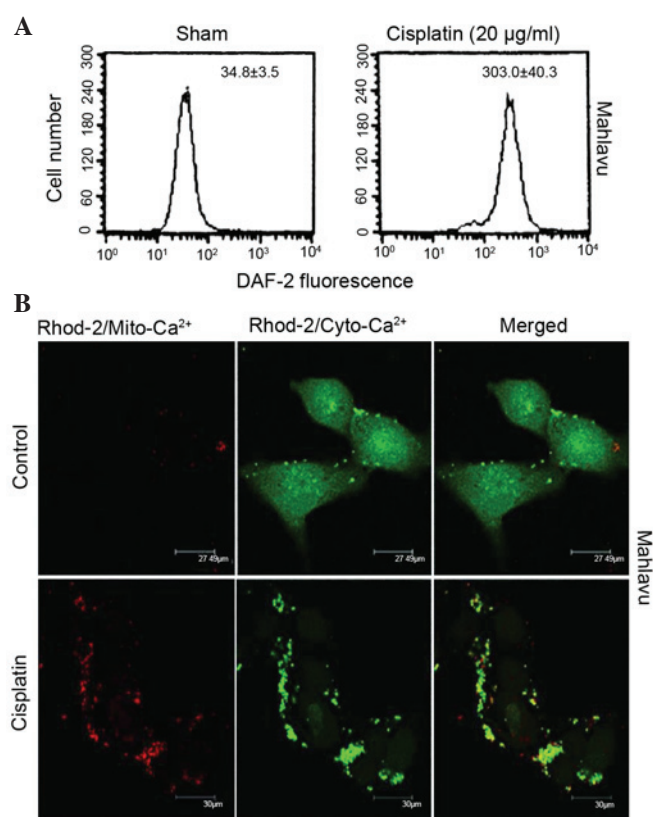 A
Sham
Cisplatin (20 µg/ml)
300
240
180
120
60
0
34.8±3.5
10⁰ 10¹ 10² 10³ 10⁴
Cell number
300
240
180
120
60
0
303.0±40.3
10⁰ 10¹ 10² 10³ 10⁴
Mahlavu
DAF-2 fluorescence
B
Rhod-2/Mito-Ca²⁺
Rhod-2/Cyto-Ca²⁺
Merged
Control
27 49µm
27 49µm
27 49µm
Mahlavu
Cisplatin
30µm
30µm
30µm